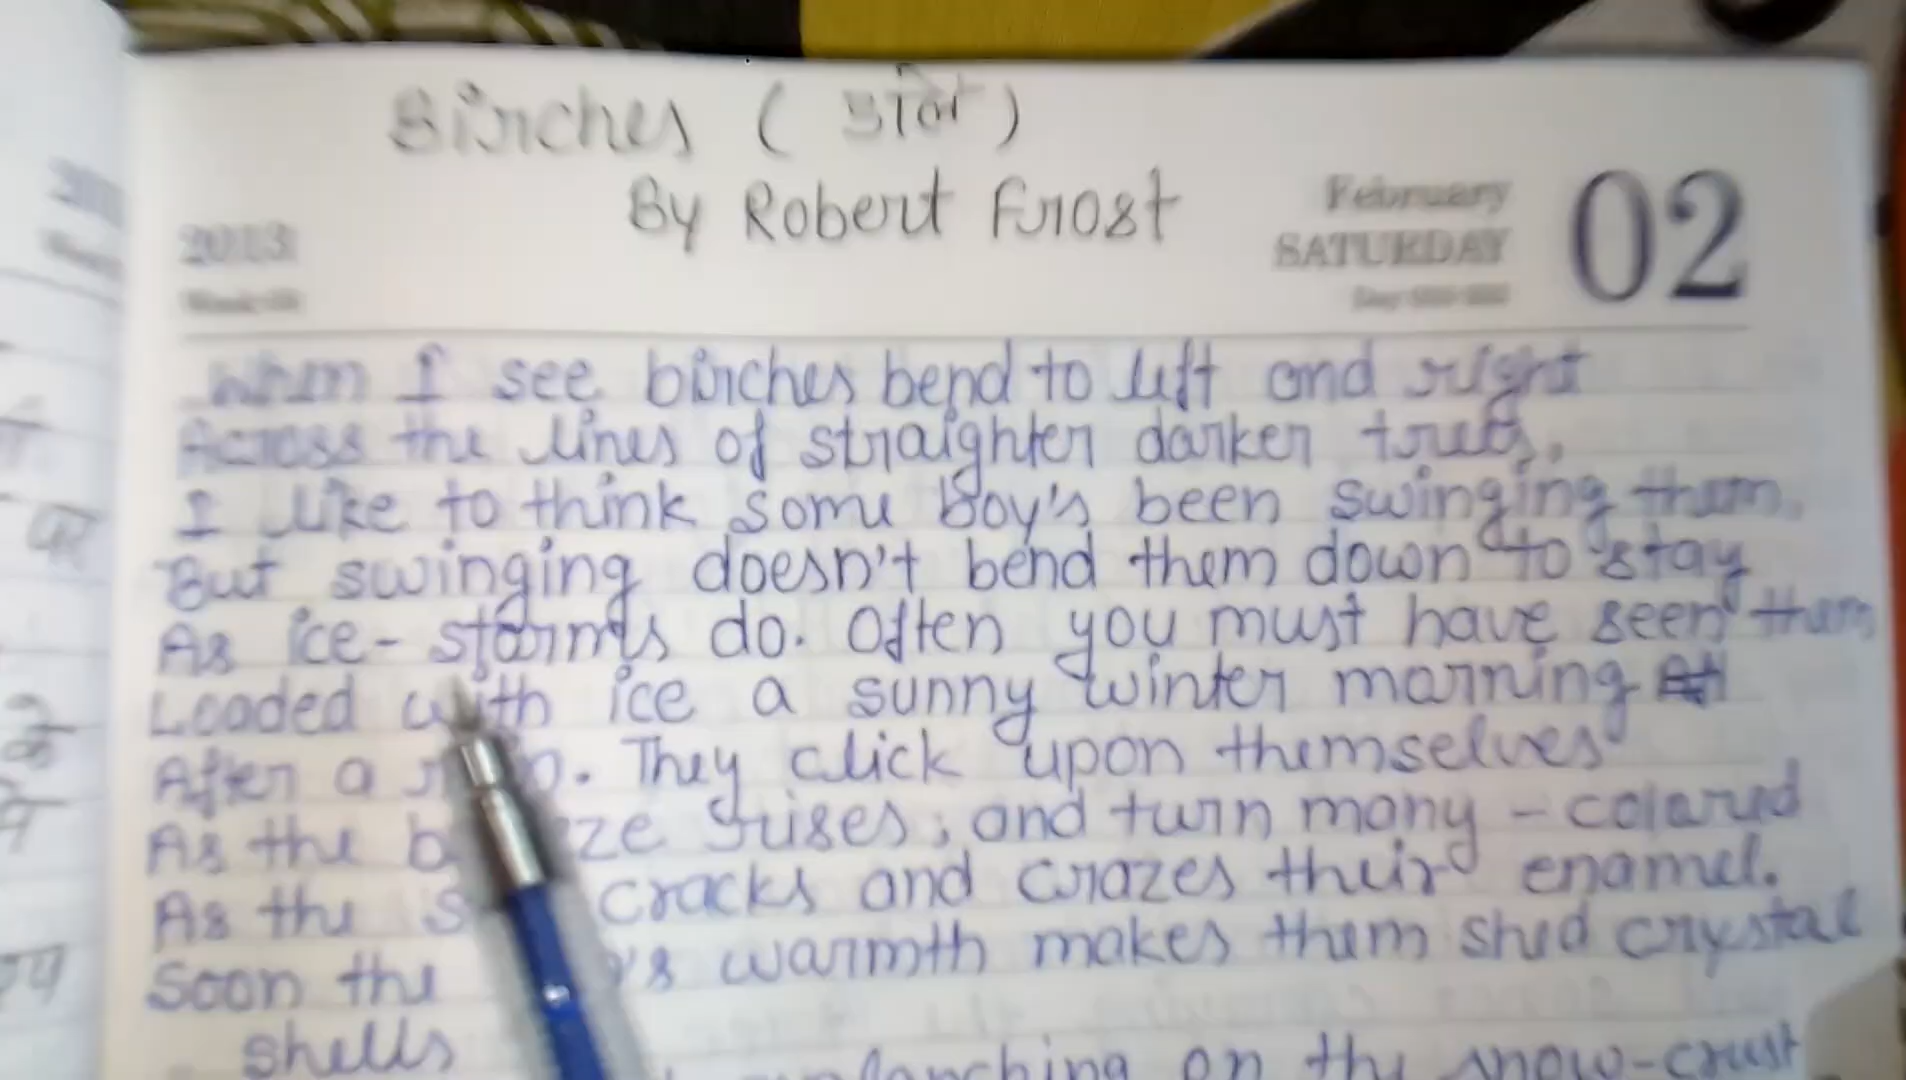 Birches (
By Robert Frost
2013
February
SATURDAY
02
When I see birches bend to left and right
Across the lines of straighter darker trees,
I like to think some boy's been swinging them.
But swinging doesn't bend them down to stay
As ice-storms do. Often you must have seen them
Loaded with ice a sunny winter morning
After a . They click upon themselves
As the rises, and turn many-colored
As the cracks and crazes their enamel.
Soon the warmth makes them shed crystal
shells
on the snow-crust